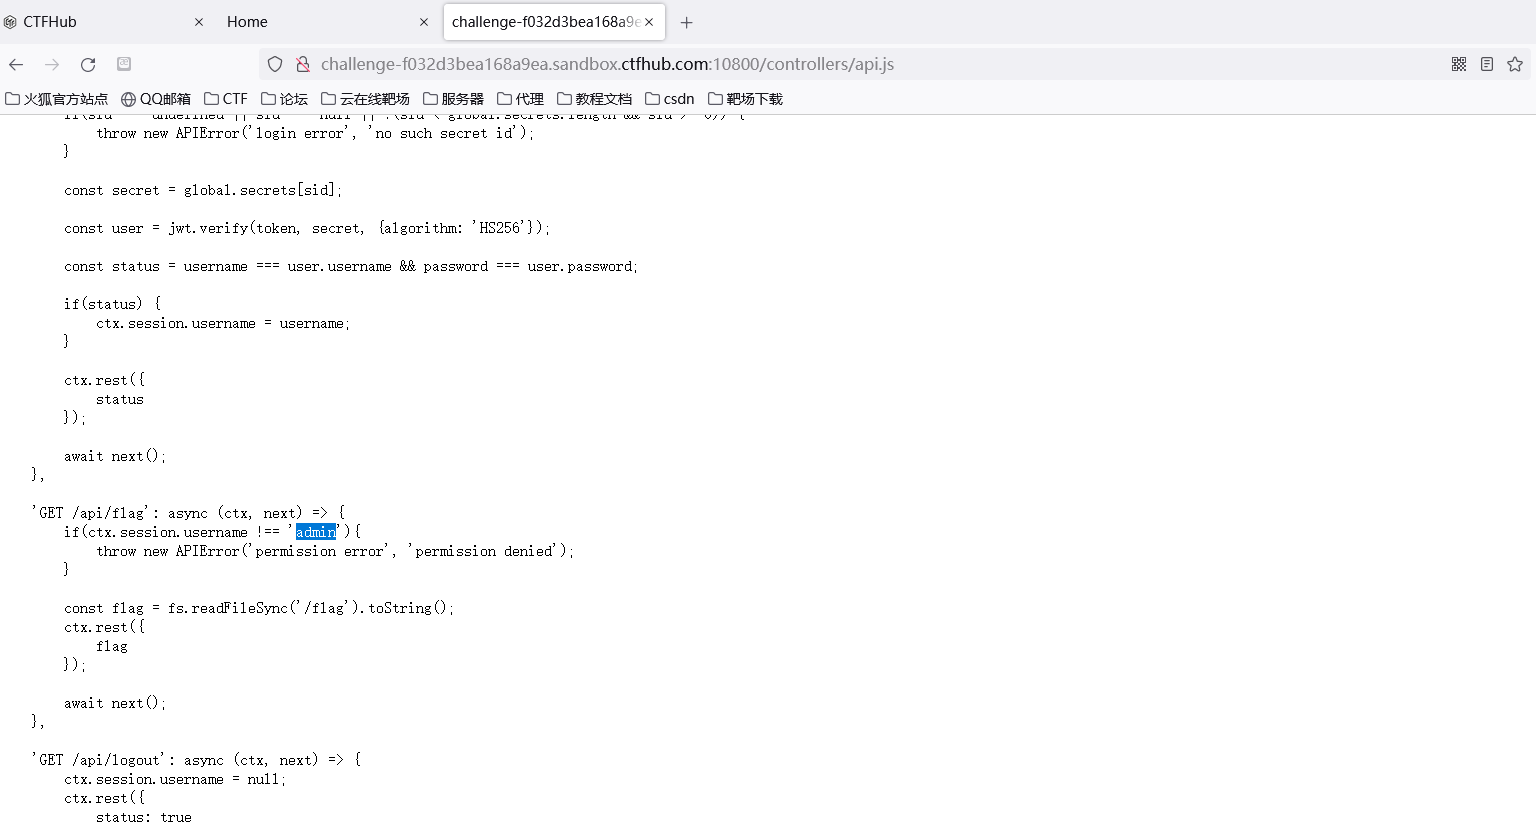 CTFHub
Home
challenge-f032d3bea168a9e
challenge-f032d3bea168a9ea.sandbox.ctfhub.com:10800/controllers/api.js
火狐官方站点 QQ邮箱 CTF 论坛 云在线靶场 服务器 代理 教程文档 csdn 靶场下载
throw new APIError('login error', 'no such secret id');
}
const secret = global.secrets[sid];
const user = jwt.verify(token, secret, {algorithm: 'HS256'});
const status = username === user.username && password === user.password;
if(status) {
ctx.session.username = username;
}
ctx.rest({
status
});
await next();
},
'GET /api/flag': async (ctx, next) => {
if(ctx.session.username !== 'admin'){
throw new APIError('permission error', 'permission denied');
}
const flag = fs.readFileSync('/flag').toString();
ctx.rest({
flag
});
await next();
},
'GET /api/logout': async (ctx, next) => {
ctx.session.username = null;
ctx.rest({
status: true